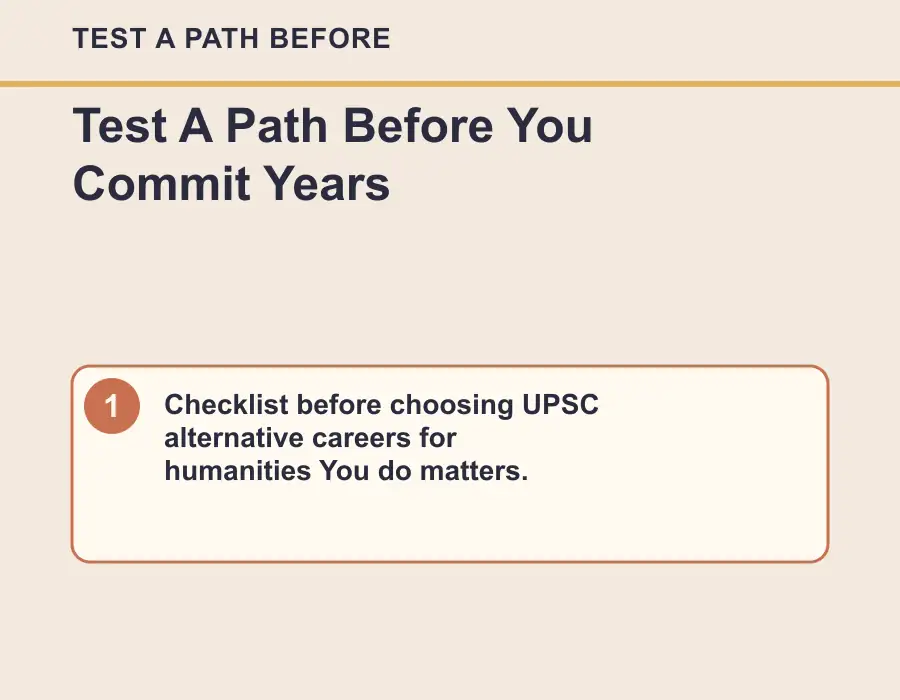 TEST A PATH BEFORE
Test A Path Before You
Commit Years
1
Checklist before choosing UPSC
alternative careers for
humanities You do matters.